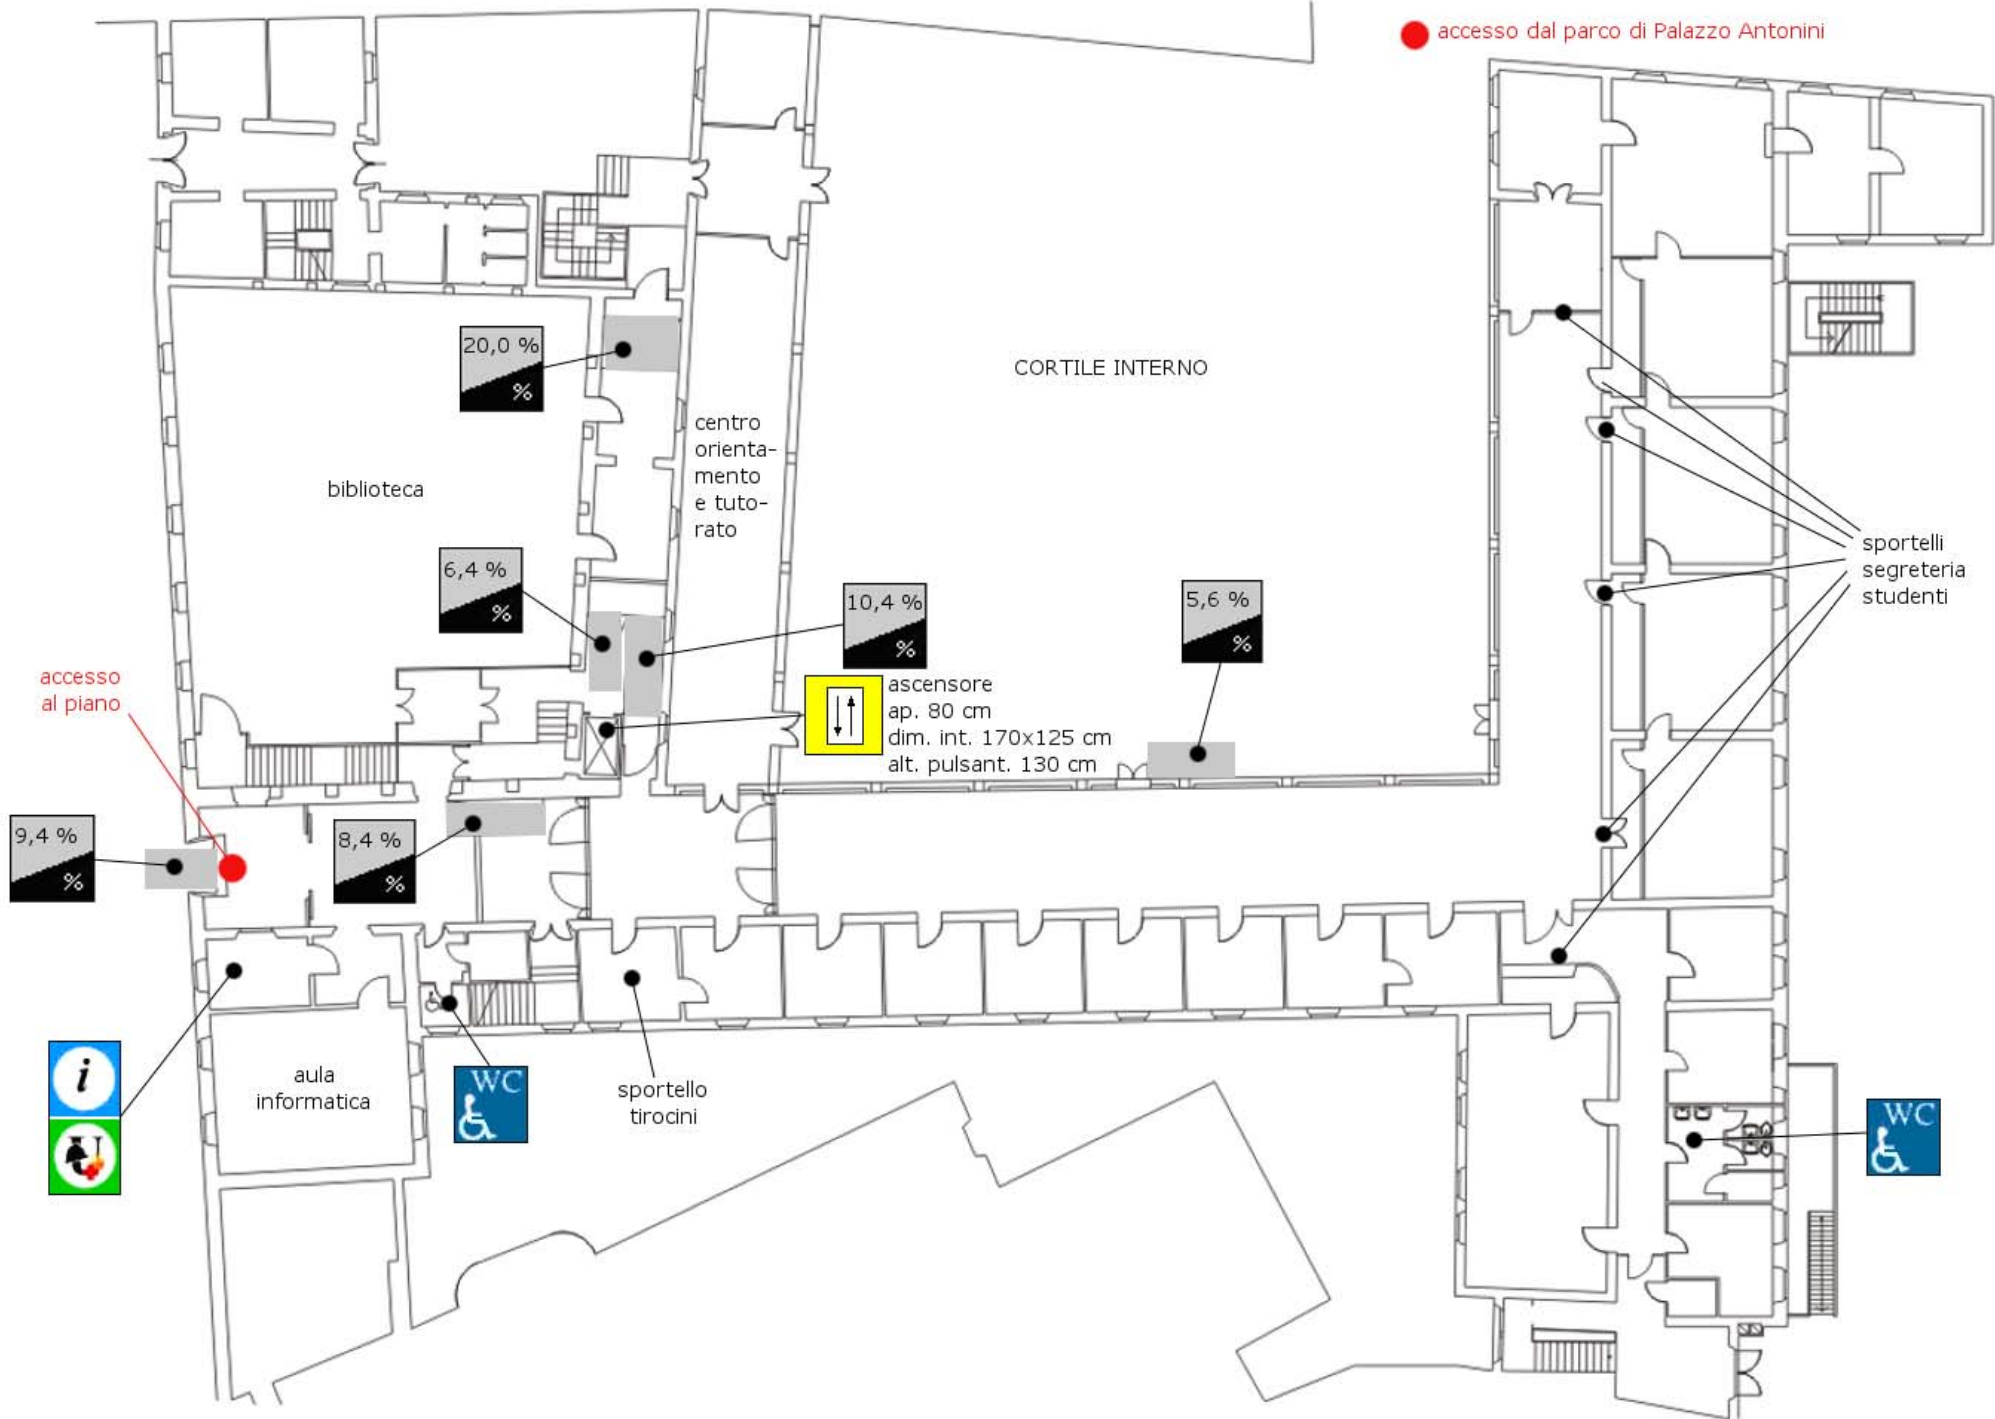 accesso dal parco di Palazzo Antonini
20,0 %
%
CORTILE INTERNO
centro
orienta-
mento
e tuto-
rato
biblioteca
6,4 %
%
10,4 %
%
5,6 %
%
sportelli
segreteria
studenti
accesso
al piano
ascensore
ap. 80 cm
dim. int. 170x125 cm
alt. pulsant. 130 cm
9,4 %
%
8,4 %
%
i
aula
informatica
WC
sportello
tirocini
WC